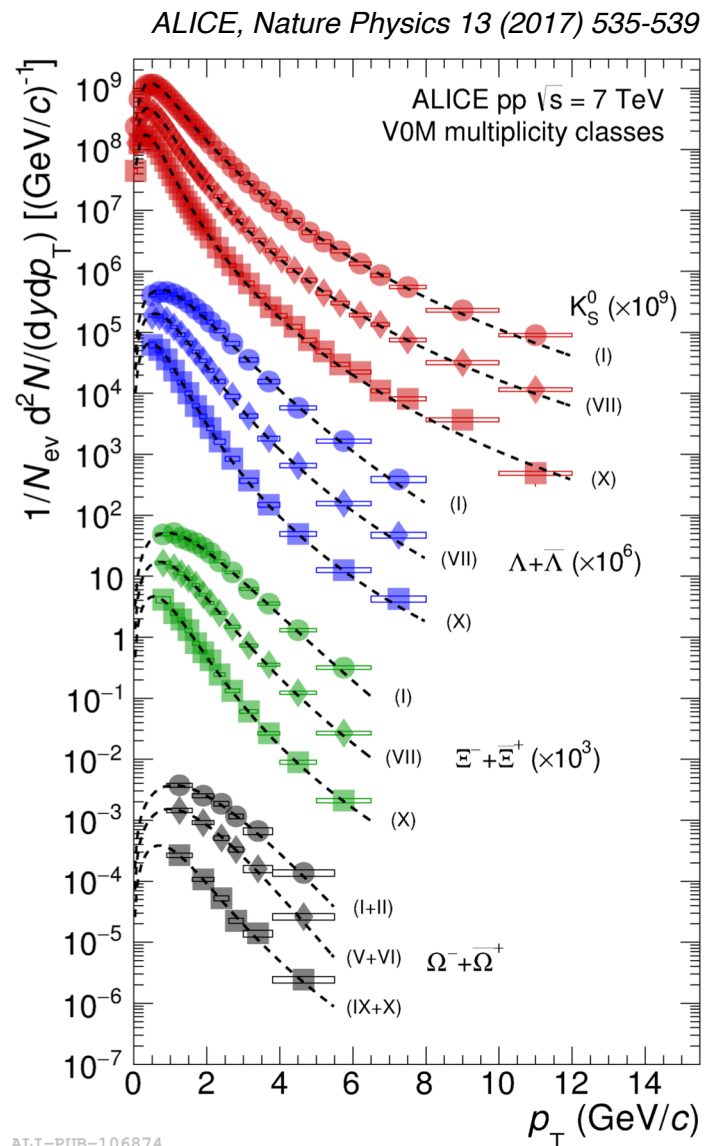 ALICE, Nature Physics 13 (2017) 535-539
ALICE pp √s = 7 TeV
V0M multiplicity classes
1/N_ev d²N/(dydp_T) [(GeV/c)⁻¹]
10⁹
10⁸
10⁷
10⁶
10⁵
10⁴
10³
10²
10
1
10⁻¹
10⁻²
10⁻³
10⁻⁴
10⁻⁵
10⁻⁶
10⁻⁷
K⁰_S (×10⁹)
(I)
(VII)
(X)
(I)
(VII)
Λ+Λ̅ (×10⁶)
(X)
(I)
(VII)
Ξ⁻+Ξ̅⁺ (×10³)
(X)
(I+II)
(V+VI)
Ω⁻+Ω̅⁺
(IX+X)
0 2 4 6 8 10 12 14
p_T (GeV/c)
ALI-PUB-106874